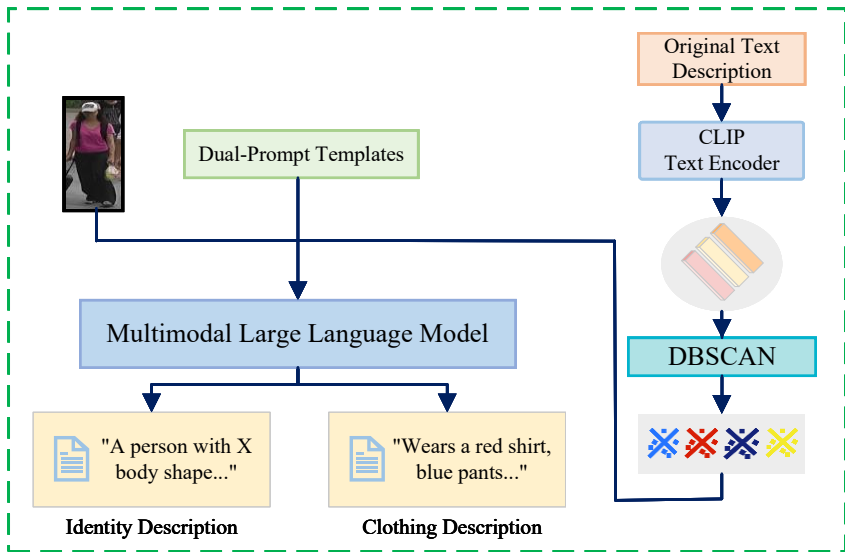 Original Text
Description
CLIP
Text Encoder
Dual-Prompt Templates
Multimodal Large Language Model
DBSCAN
"A person with X
body shape..."
"Wears a red shirt,
blue pants..."
Identity Description
Clothing Description